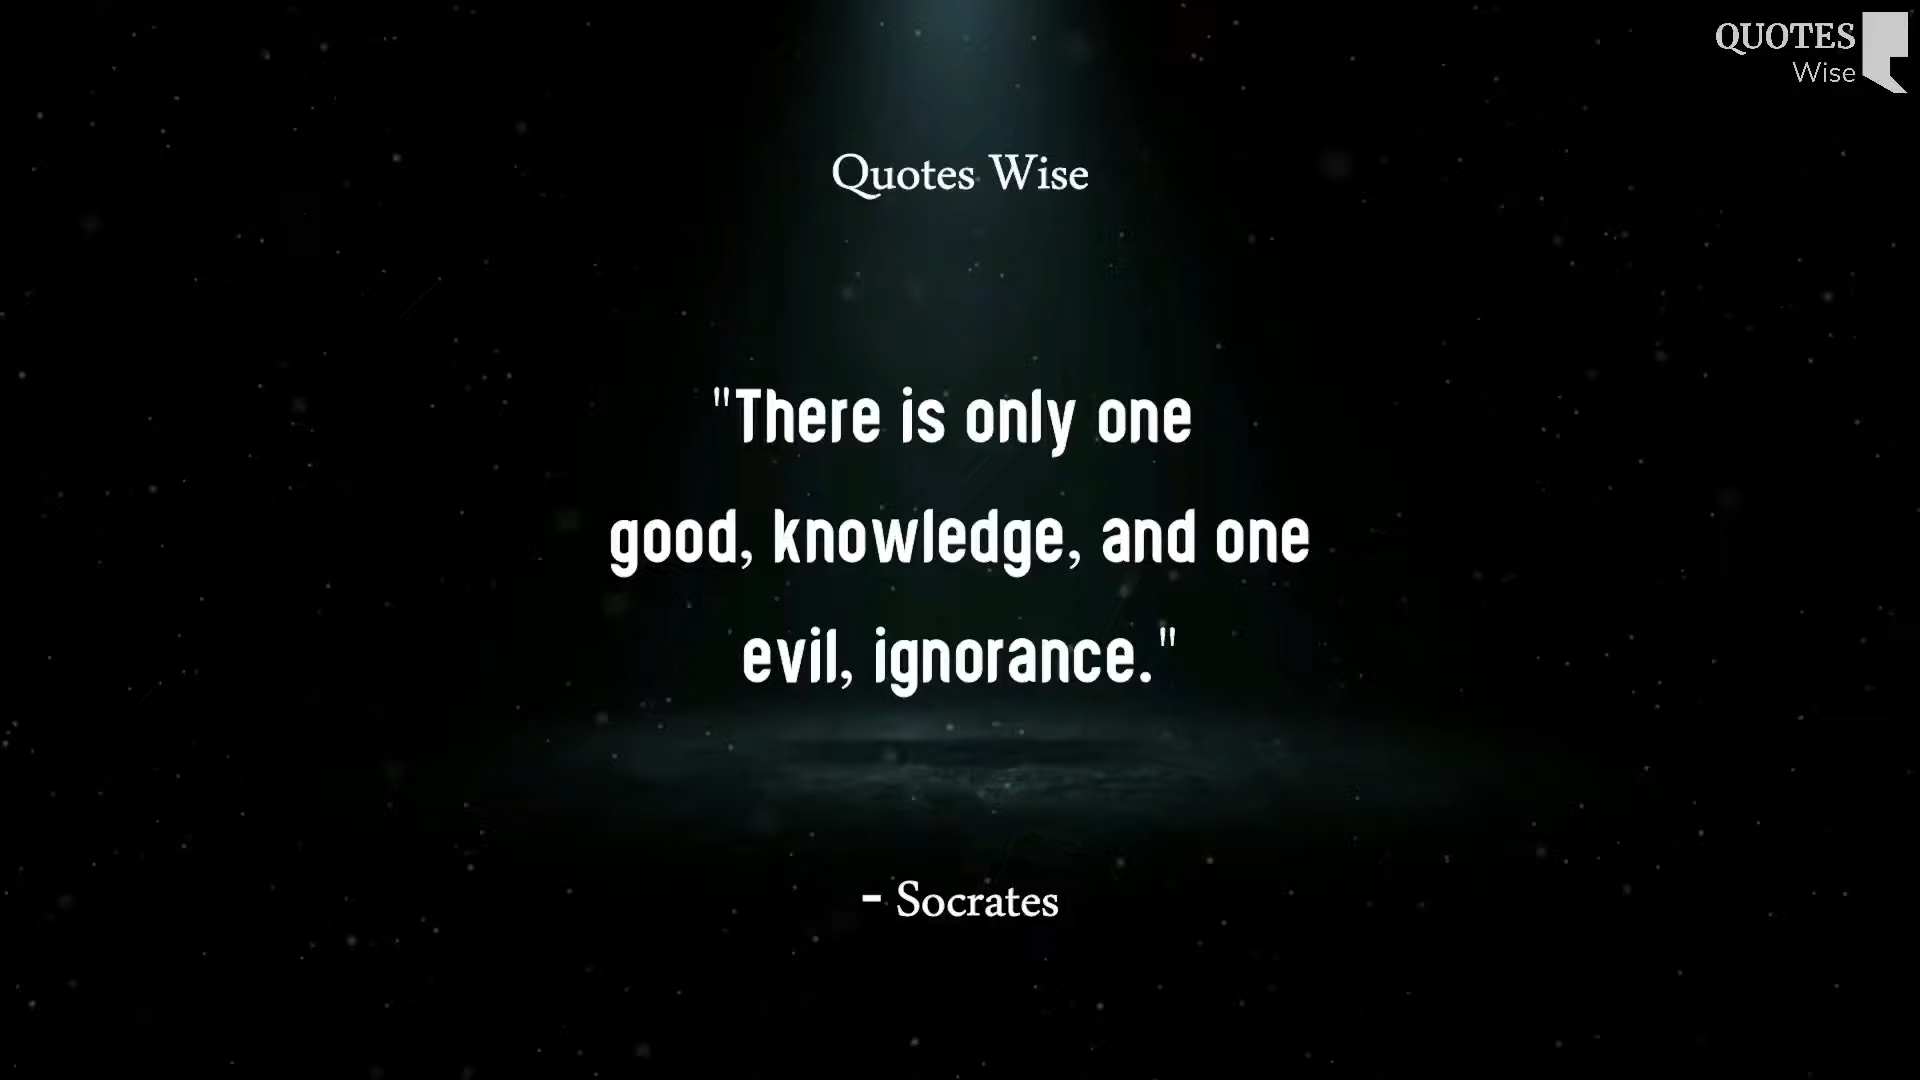 QUOTES
Wise
Quotes Wise
"There is only one
good, knowledge, and one
evil, ignorance."
- Socrates